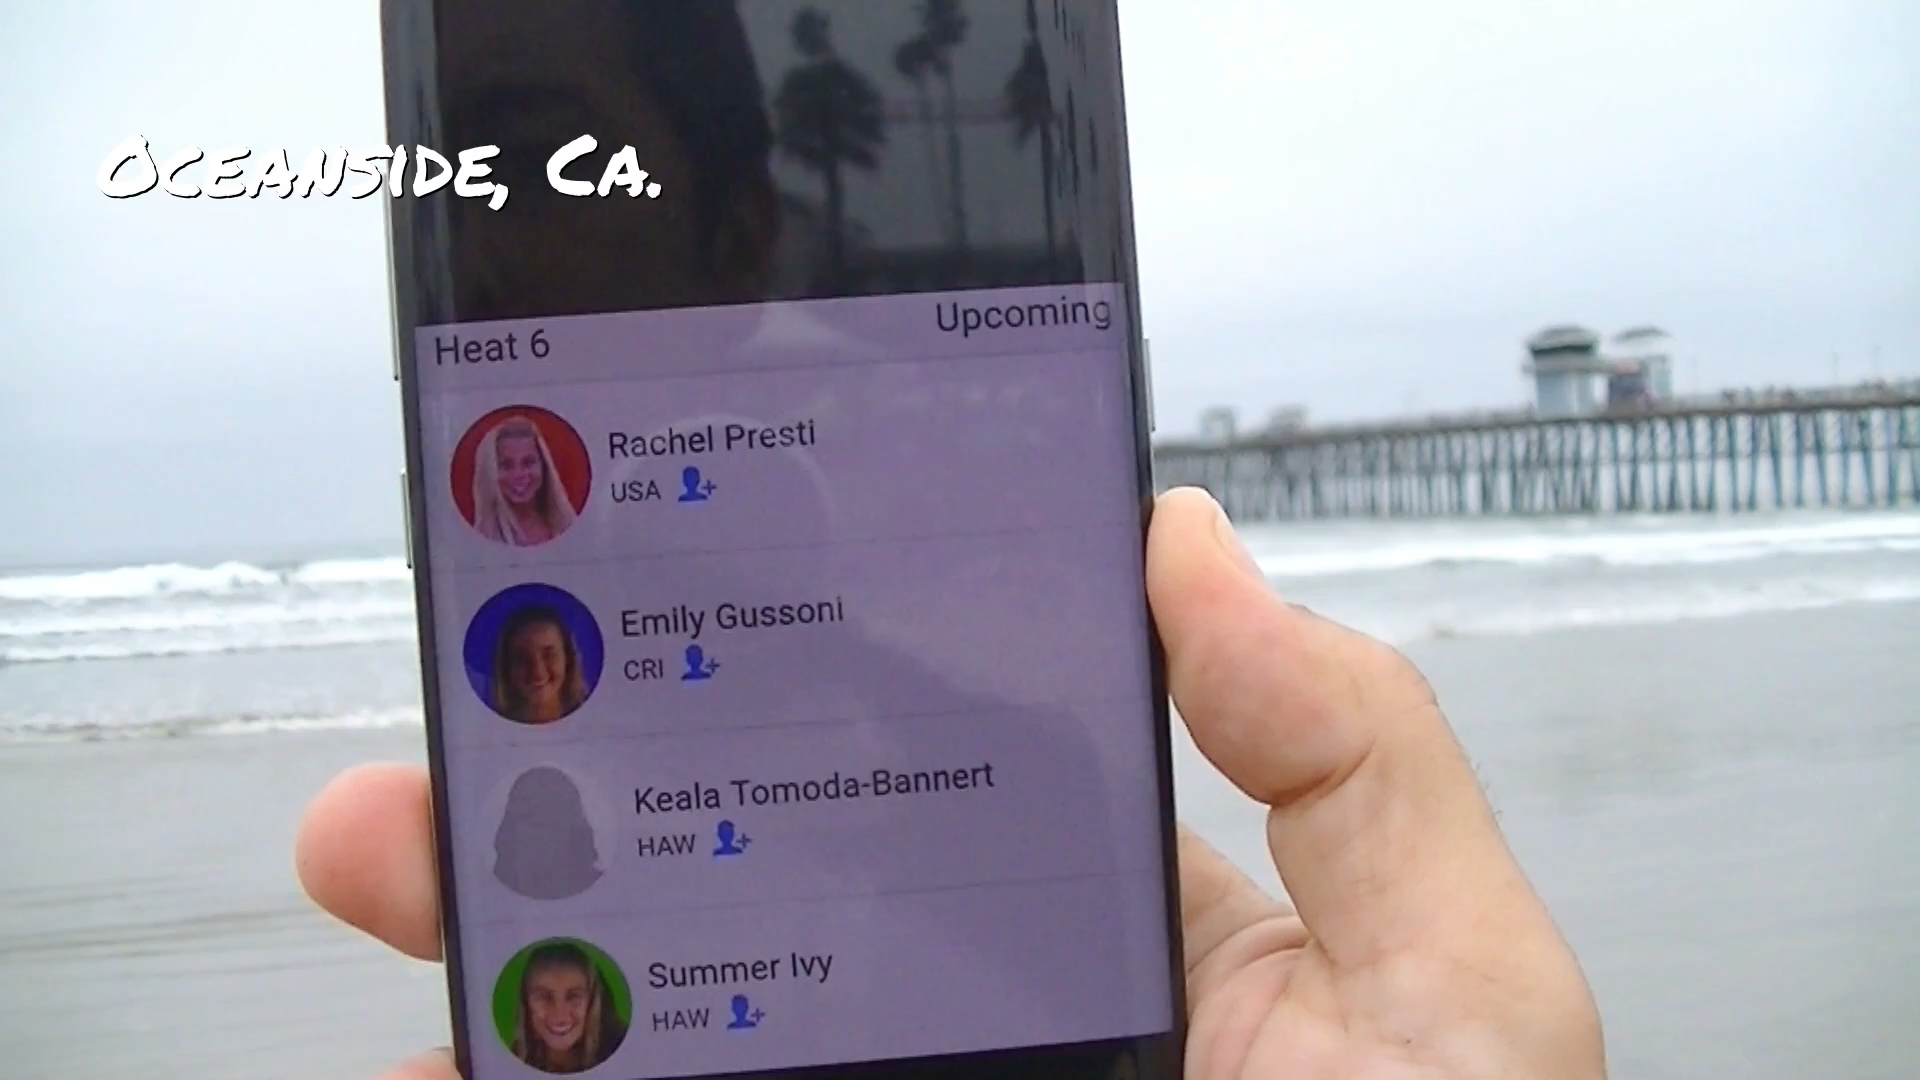 Oceanside, Ca.
Heat 6 Upcoming
Rachel Presti
USA
Emily Gussoni
CRI
Keala Tomoda-Bannert
HAW
Summer Ivy
HAW